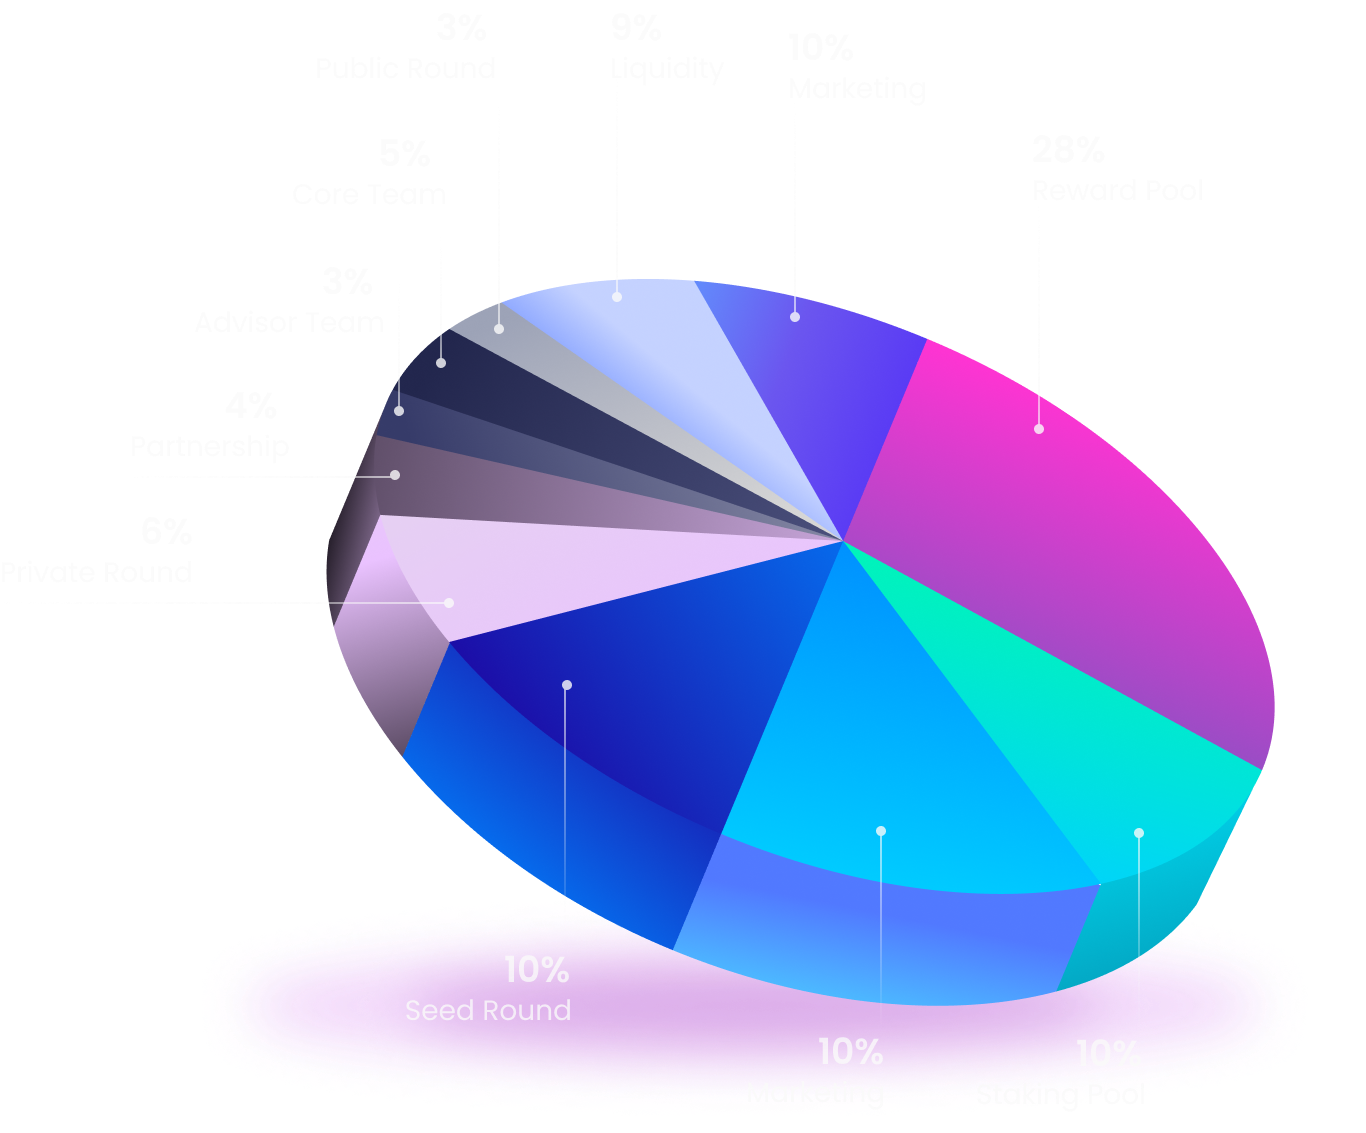 3%
Public Round
9%
Liquidity
10%
Marketing
5%
Core Team
28%
Reward Pool
3%
Advisor Team
4%
Partnership
6%
Private Round
10%
Seed Round
10%
Marketing
10%
Staking Pool